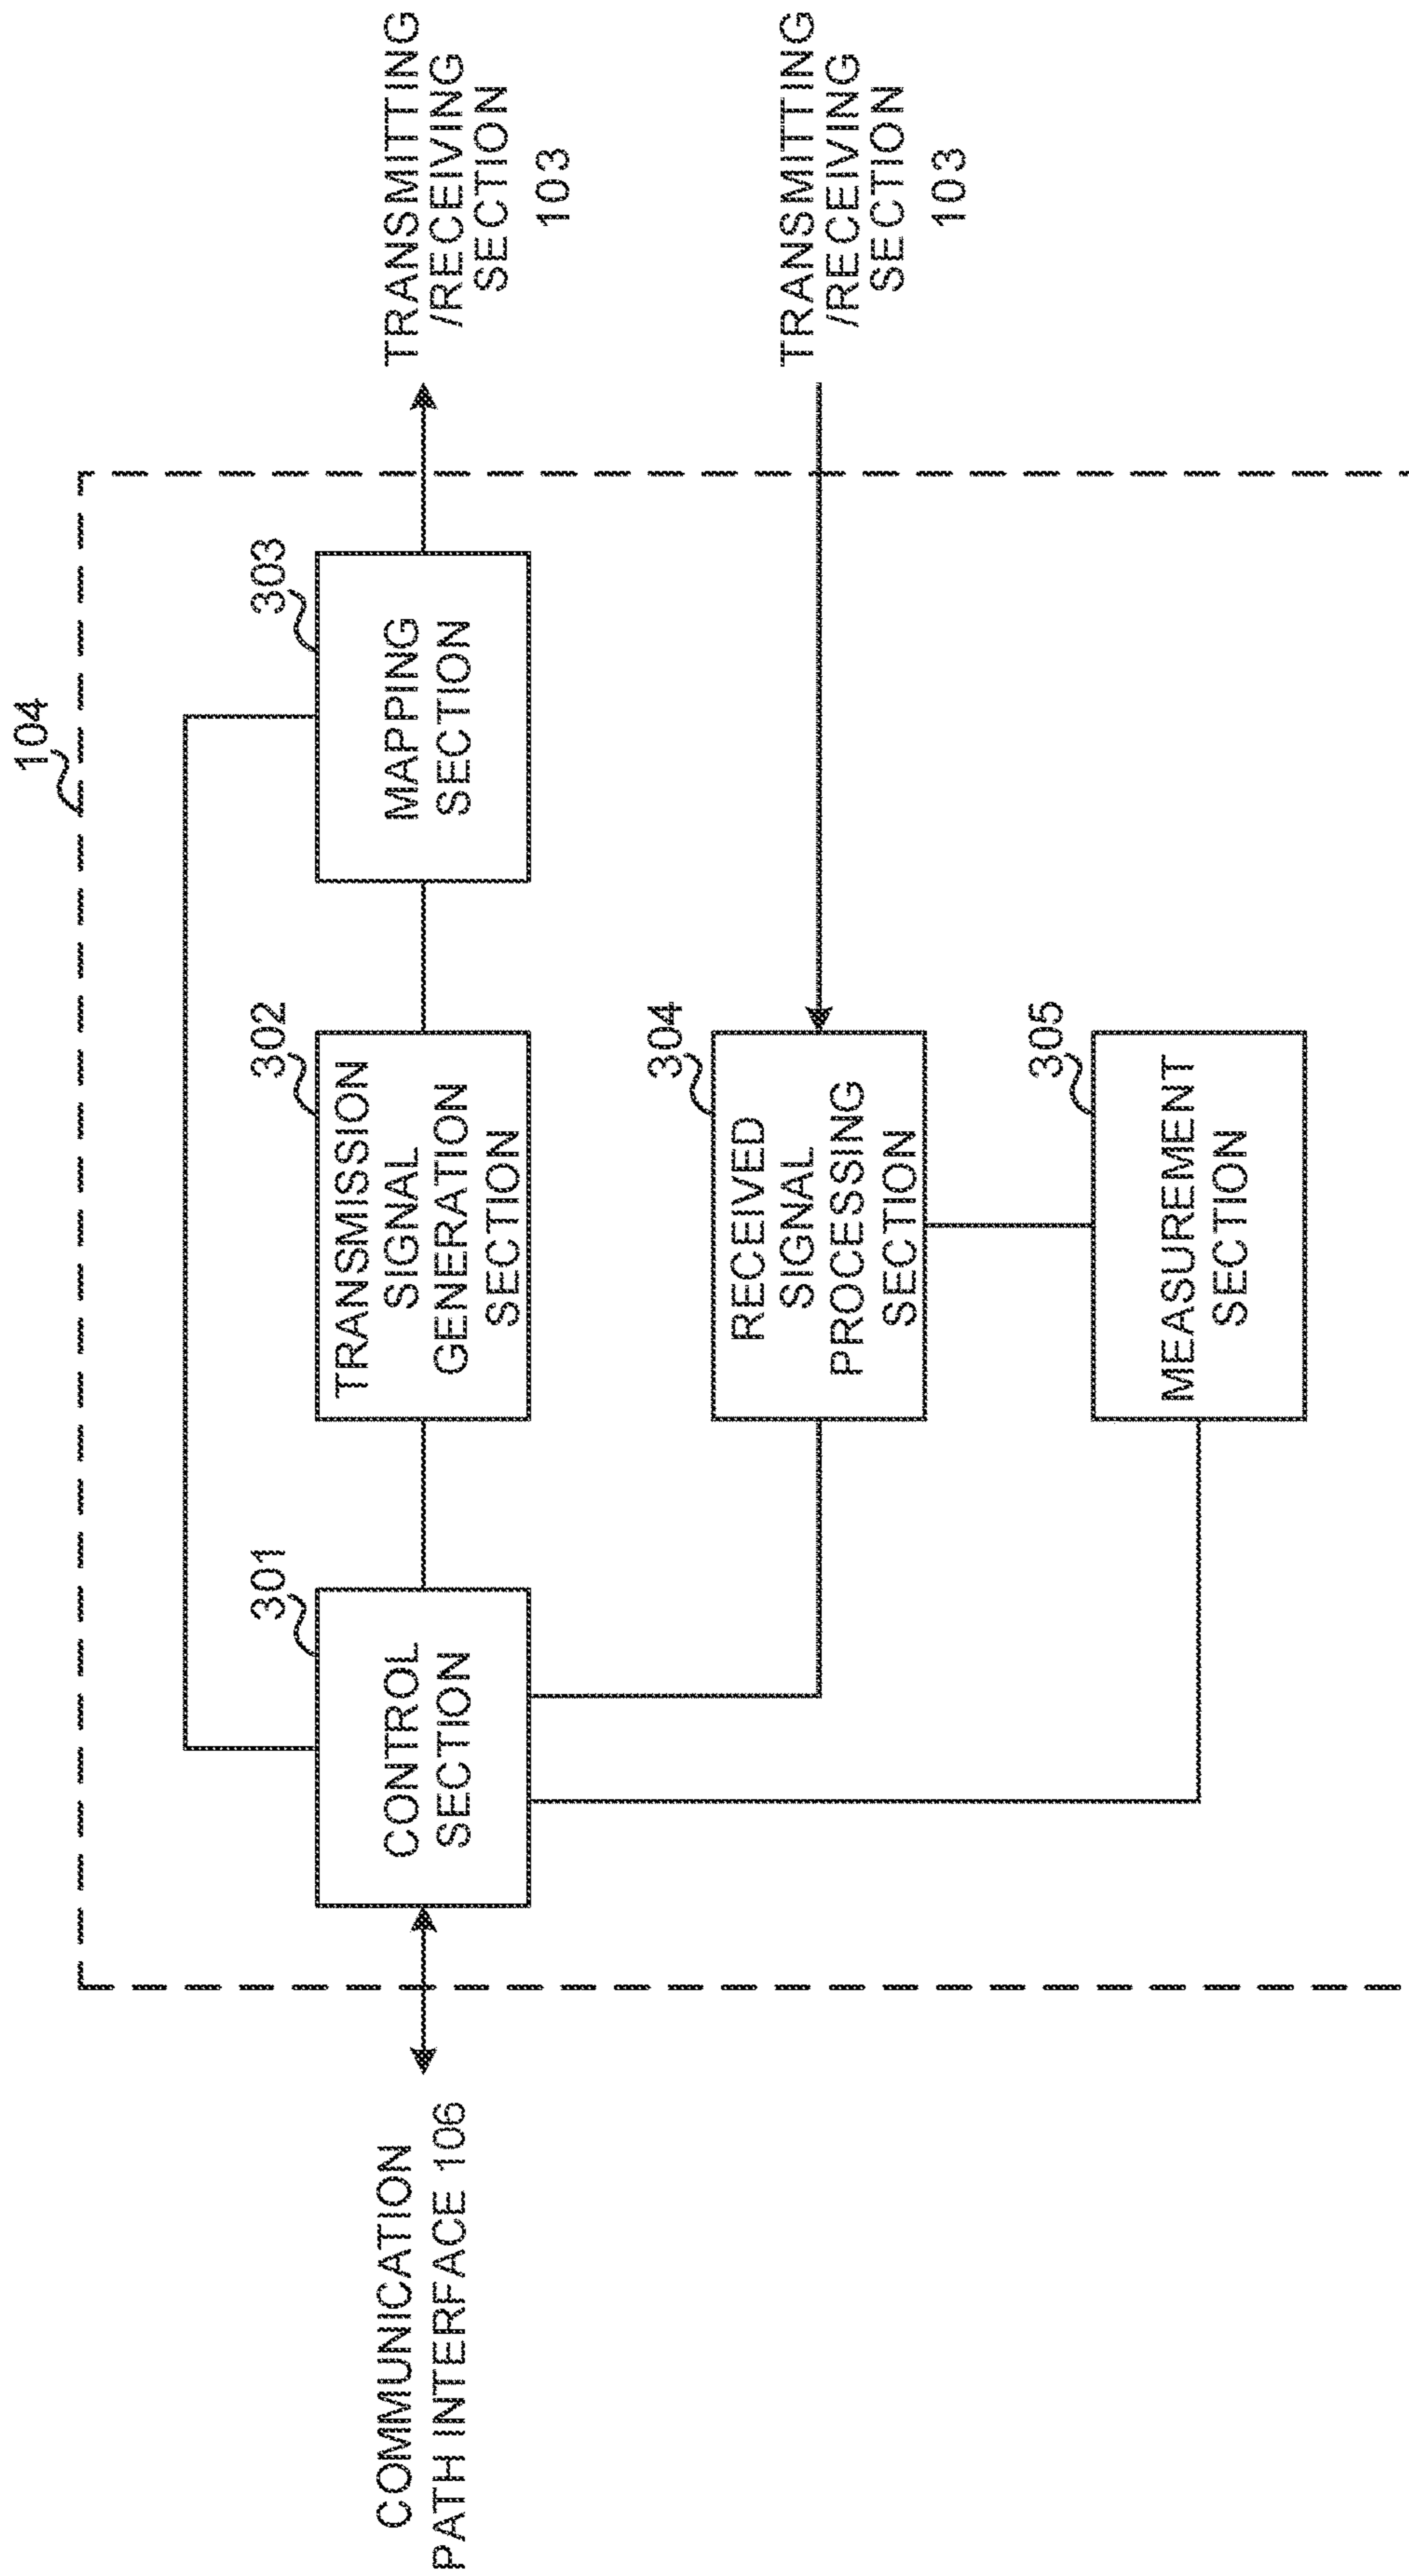 104
301
CONTROL
SECTION
302
TRANSMISSION
SIGNAL
GENERATION
SECTION
303
MAPPING
SECTION
TRANSMITTING
/RECEIVING
SECTION
103
COMMUNICATION
PATH INTERFACE 106
304
RECEIVED
SIGNAL
PROCESSING
SECTION
TRANSMITTING
/RECEIVING
SECTION
103
305
MEASUREMENT
SECTION